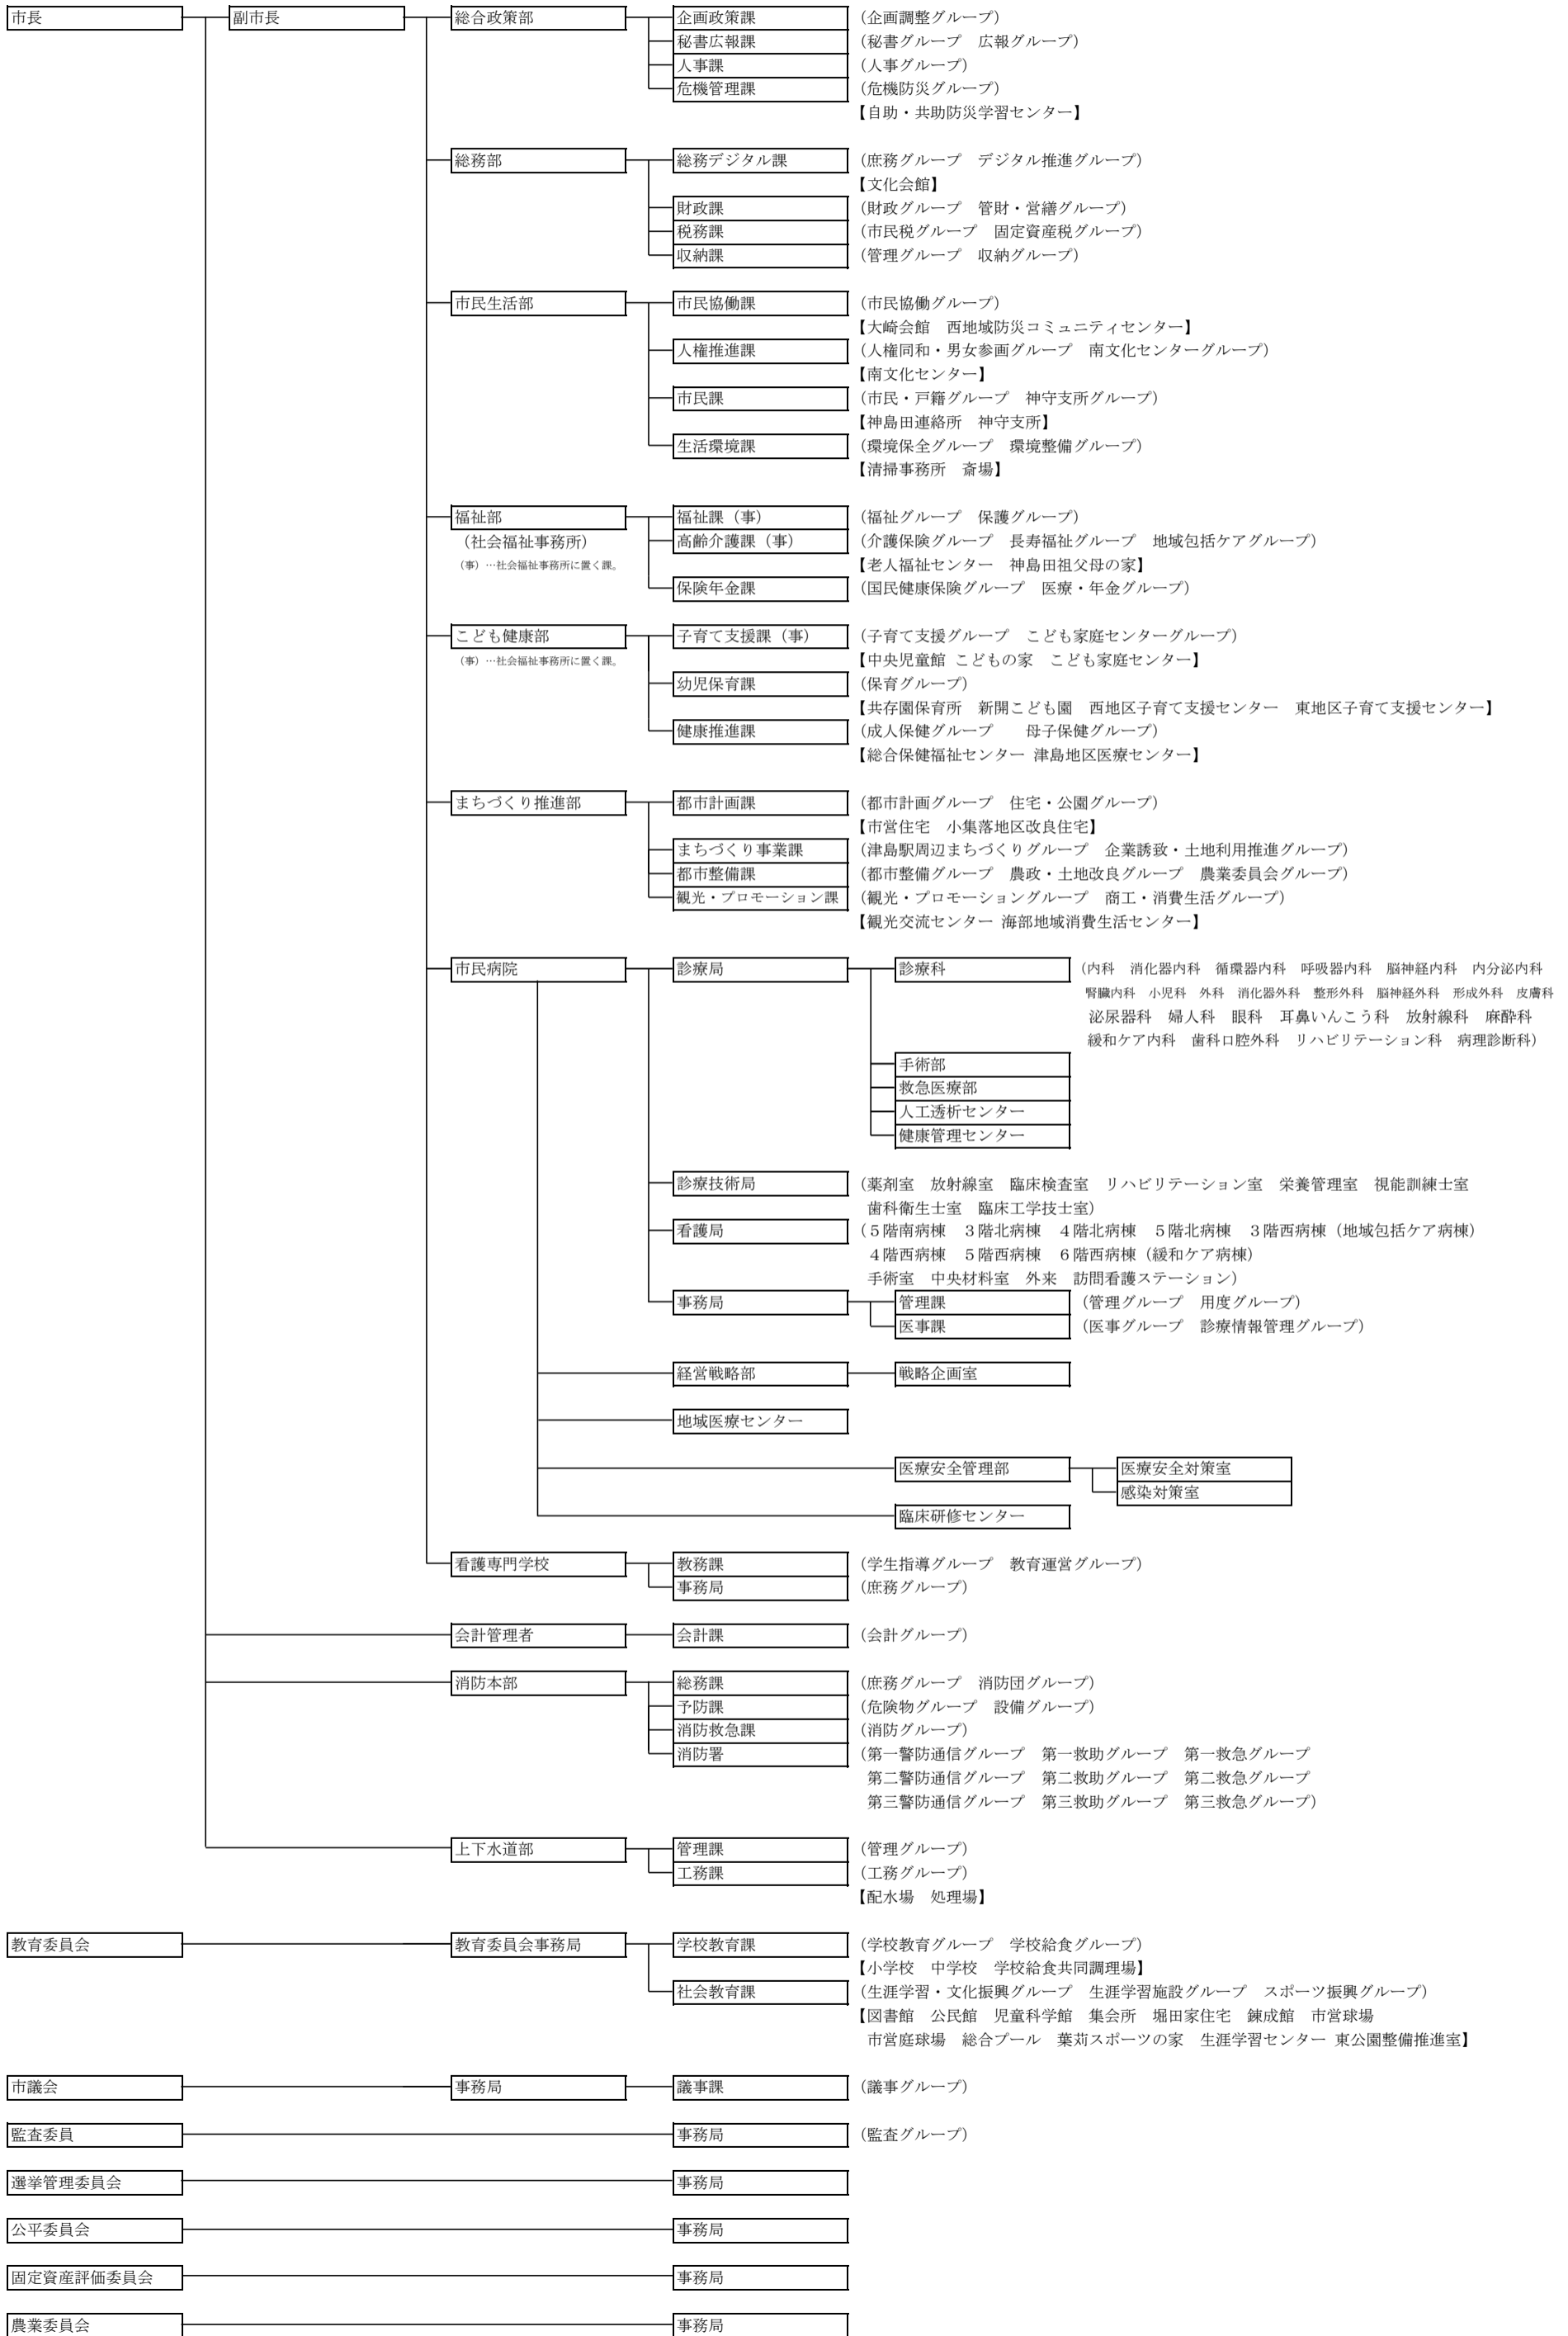 市長 副市長 総合政策部 企画政策課 （企画調整グループ）
秘書広報課 （秘書グループ　広報グループ）
人事課 （人事グループ）
危機管理課 （危機防災グループ）
【自助・共助防災学習センター】
総務部 総務デジタル課 （庶務グループ　デジタル推進グループ）
【文化会館】
財政課 （財政グループ　管財・営繕グループ）
税務課 （市民税グループ　固定資産税グループ）
収納課 （管理グループ　収納グループ）
市民生活部 市民協働課 （市民協働グループ）
【大崎会館　西地域防災コミュニティセンター】
人権推進課 （人権同和・男女参画グループ　南文化センターグループ）
【南文化センター】
市民課 （市民・戸籍グループ　神守支所グループ）
【神島田連絡所　神守支所】
生活環境課 （環境保全グループ　環境整備グループ）
【清掃事務所　斎場】
福祉部 福祉課（事） （福祉グループ　保護グループ）
（社会福祉事務所） 高齢介護課（事） （介護保険グループ　長寿福祉グループ　地域包括ケアグループ）
（事）…社会福祉事務所に置く課。 【老人福祉センター　神島田祖父母の家】
保険年金課 （国民健康保険グループ　医療・年金グループ）
こども健康部 子育て支援課（事） （子育て支援グループ　こども家庭センターグループ）
（事）…社会福祉事務所に置く課。 【中央児童館 こどもの家　こども家庭センター】
幼児保育課 （保育グループ）
【共存園保育所　新開こども園　西地区子育て支援センター　東地区子育て支援センター】
健康推進課 （成人保健グループ　　母子保健グループ）
【総合保健福祉センター 津島地区医療センター】
まちづくり推進部 都市計画課 （都市計画グループ　住宅・公園グループ）
【市営住宅　小集落地区改良住宅】
まちづくり事業課 （津島駅周辺まちづくりグループ　企業誘致・土地利用推進グループ）
都市整備課 （都市整備グループ　農政・土地改良グループ　農業委員会グループ）
観光・プロモーション課 （観光・プロモーショングループ　商工・消費生活グループ）
【観光交流センター 海部地域消費生活センター】
市民病院 診療局 診療科 （内科　消化器内科　循環器内科　呼吸器内科　脳神経内科　内分泌内科
腎臓内科　小児科　外科　消化器外科　整形外科　脳神経外科　形成外科　皮膚科
泌尿器科　婦人科　眼科　耳鼻いんこう科　放射線科　麻酔科
緩和ケア内科　歯科口腔外科　リハビリテーション科　病理診断科）
手術部
救急医療部
人工透析センター
健康管理センター
診療技術局 （薬剤室　放射線室　臨床検査室　リハビリテーション室　栄養管理室　視能訓練士室
歯科衛生士室　臨床工学技士室）
看護局 （５階南病棟　３階北病棟　４階北病棟　５階北病棟　３階西病棟（地域包括ケア病棟）
４階西病棟　５階西病棟　６階西病棟（緩和ケア病棟）
手術室　中央材料室　外来　訪問看護ステーション）
事務局 管理課 （管理グループ　用度グループ）
医事課 （医事グループ　診療情報管理グループ）
経営戦略部 戦略企画室
地域医療センター
医療安全管理部 医療安全対策室
感染対策室
臨床研修センター
看護専門学校 教務課 （学生指導グループ　教育運営グループ）
事務局 （庶務グループ）
会計管理者 会計課 （会計グループ）
消防本部 総務課 （庶務グループ　消防団グループ）
予防課 （危険物グループ　設備グループ）
消防救急課 （消防グループ）
消防署 （第一警防通信グループ　第一救助グループ　第一救急グループ
第二警防通信グループ　第二救助グループ　第二救急グループ
第三警防通信グループ　第三救助グループ　第三救急グループ）
上下水道部 管理課 （管理グループ）
工務課 （工務グループ）
【配水場　処理場】
教育委員会 教育委員会事務局 学校教育課 （学校教育グループ　学校給食グループ）
【小学校　中学校　学校給食共同調理場】
社会教育課 （生涯学習・文化振興グループ　生涯学習施設グループ　スポーツ振興グループ）
【図書館　公民館　児童科学館　集会所　堀田家住宅　錬成館　市営球場
市営庭球場　総合プール　葉苅スポーツの家　生涯学習センター 東公園整備推進室】
市議会 事務局 議事課 （議事グループ）
監査委員 事務局 （監査グループ）
選挙管理委員会 事務局
公平委員会 事務局
固定資産評価委員会 事務局
農業委員会 事務局